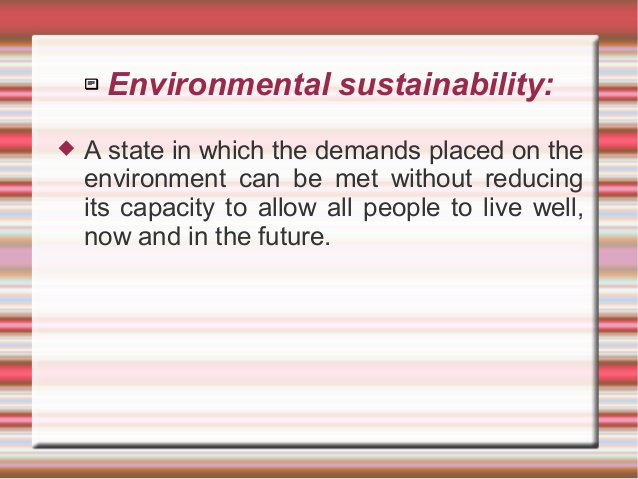 Environmental sustainability:
A state in which the demands placed on the
environment can be met without reducing
its capacity to allow all people to live well,
now and in the future.